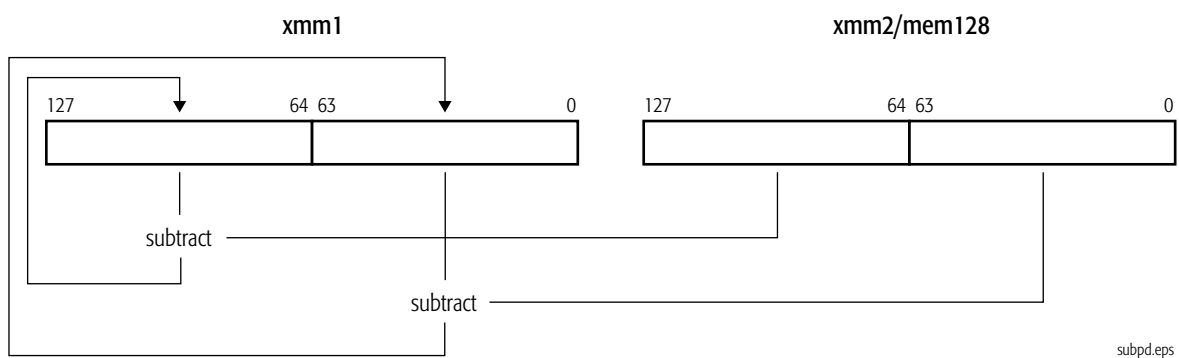 xmm1 xmm2/mem128
127 64 63 0 127 64 63 0
subtract
subtract
subpd.eps